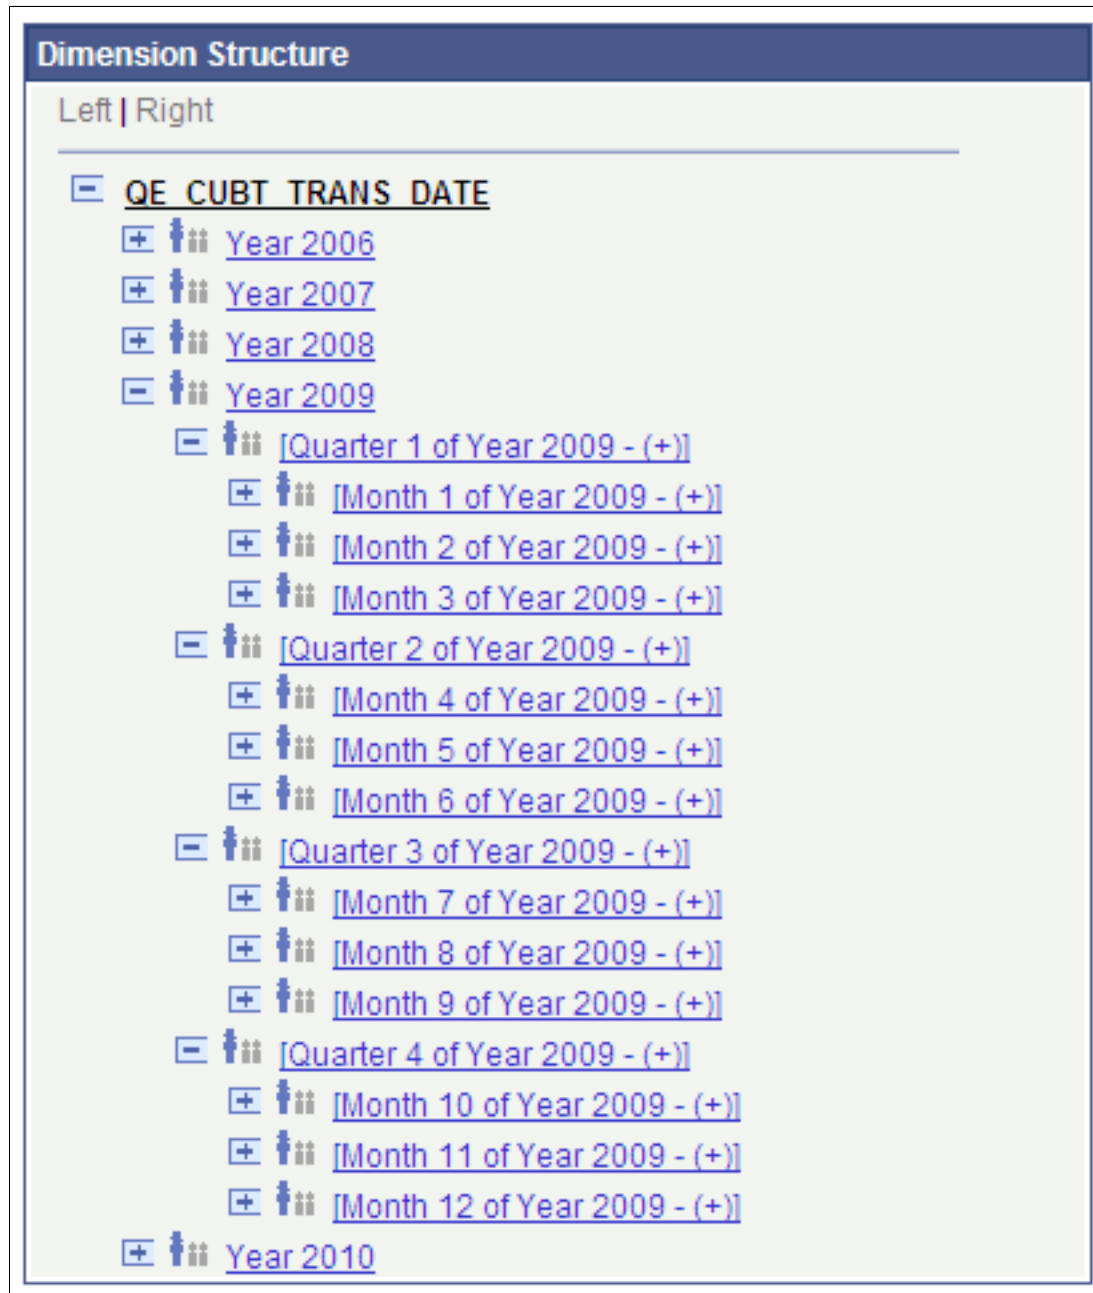 Dimension Structure
Left | Right
QE_CUBT_TRANS_DATE
Year 2006
Year 2007
Year 2008
Year 2009
[Quarter 1 of Year 2009 - (+)]
[Month 1 of Year 2009 - (+)]
[Month 2 of Year 2009 - (+)]
[Month 3 of Year 2009 - (+)]
[Quarter 2 of Year 2009 - (+)]
[Month 4 of Year 2009 - (+)]
[Month 5 of Year 2009 - (+)]
[Month 6 of Year 2009 - (+)]
[Quarter 3 of Year 2009 - (+)]
[Month 7 of Year 2009 - (+)]
[Month 8 of Year 2009 - (+)]
[Month 9 of Year 2009 - (+)]
[Quarter 4 of Year 2009 - (+)]
[Month 10 of Year 2009 - (+)]
[Month 11 of Year 2009 - (+)]
[Month 12 of Year 2009 - (+)]
Year 2010